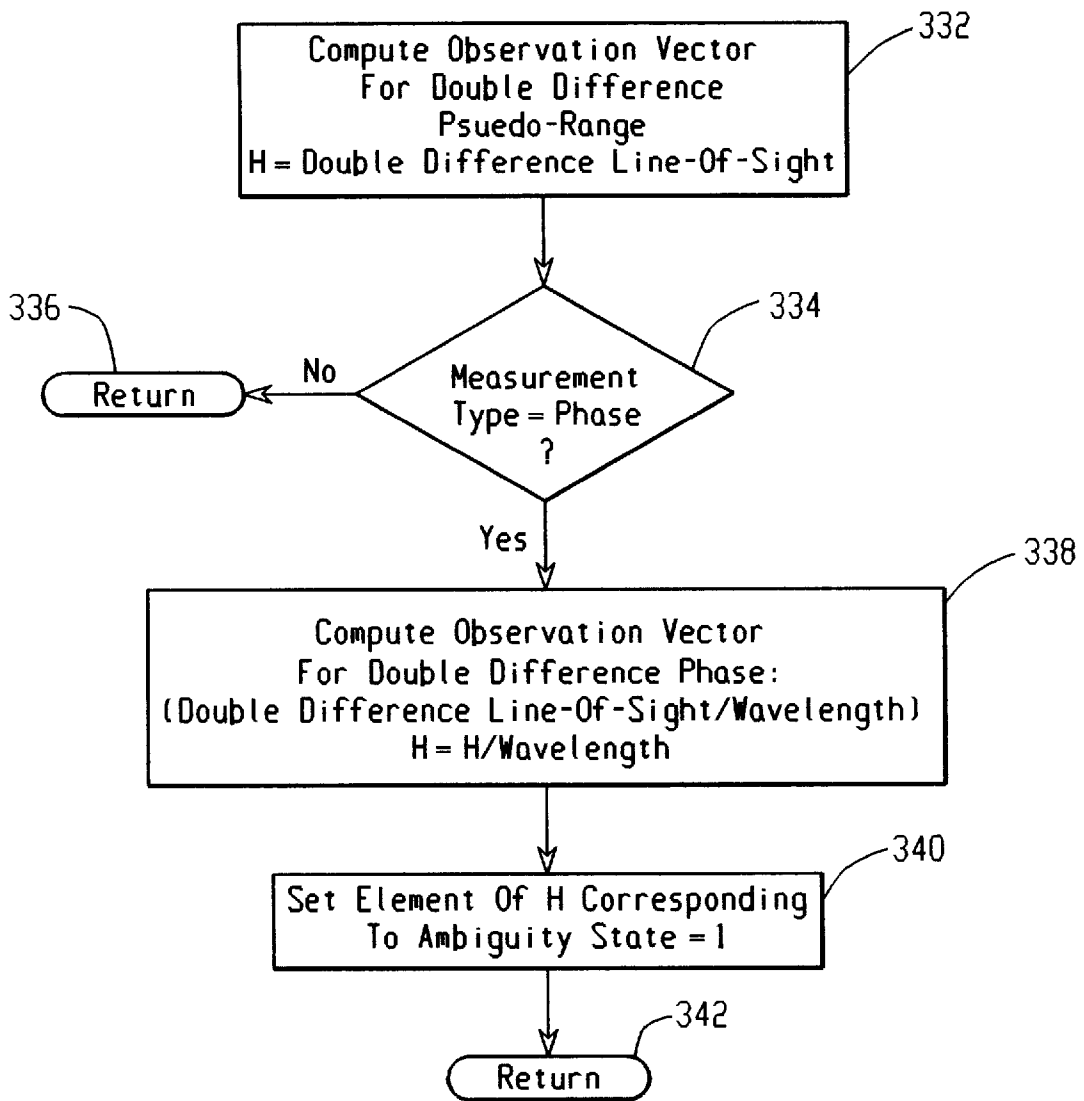 332
Compute Observation Vector
For Double Difference
Psuedo-Range
H = Double Difference Line-Of-Sight
336
334
Return
No
Measurement
Type = Phase
?
Yes
338
Compute Observation Vector
For Double Difference Phase:
(Double Difference Line-Of-Sight/Wavelength)
H = H/Wavelength
340
Set Element Of H Corresponding
To Ambiguity State = 1
342
Return